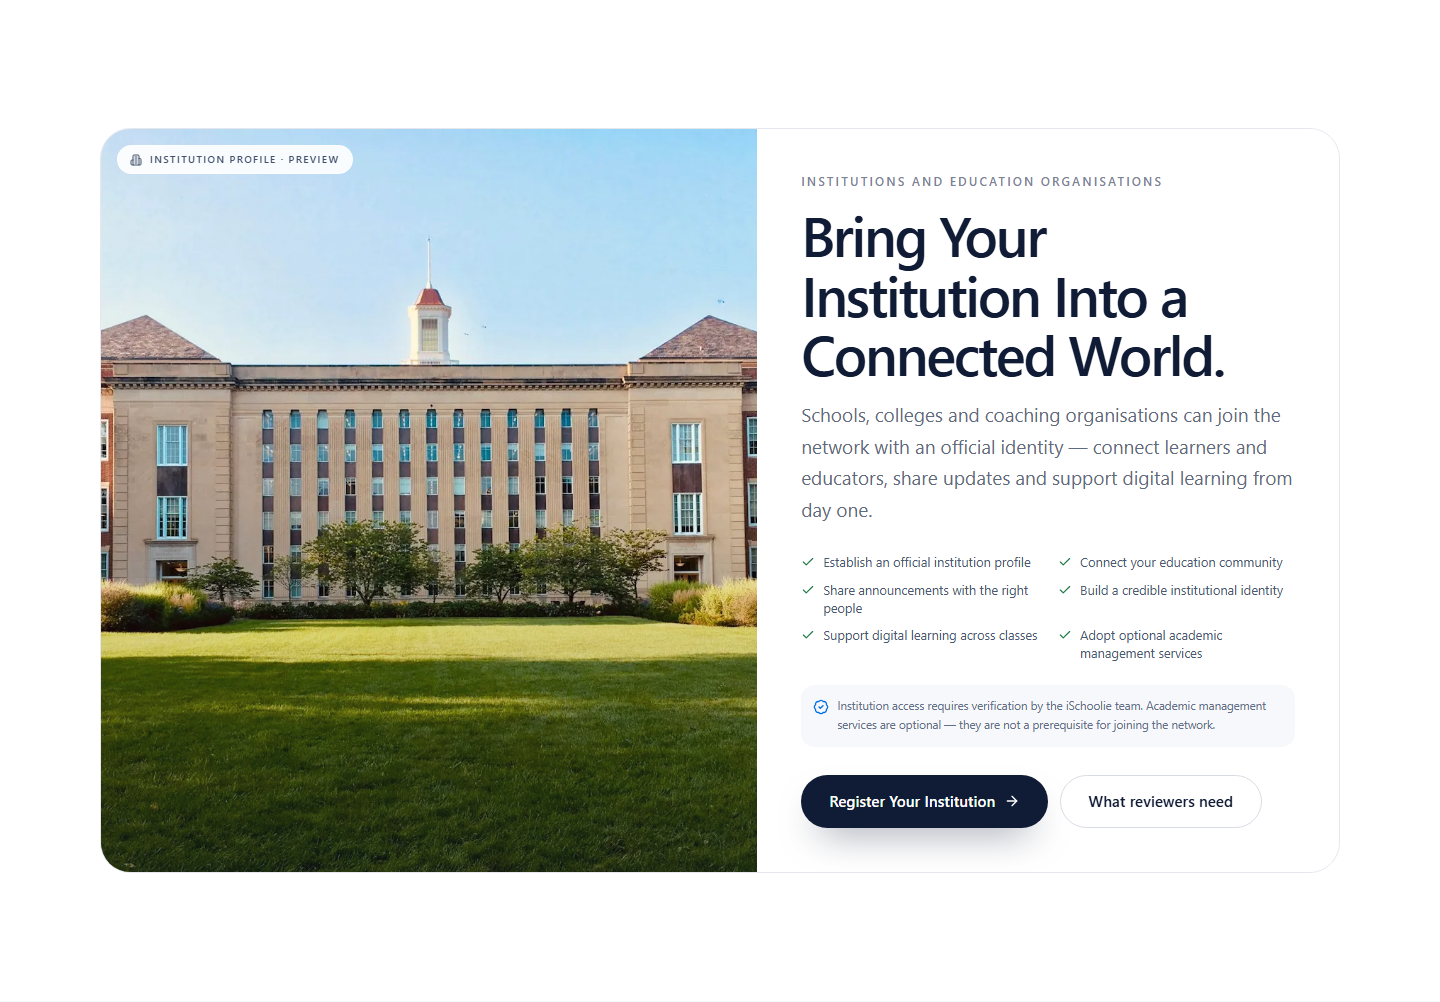 INSTITUTION PROFILE · PREVIEW
INSTITUTIONS AND EDUCATION ORGANISATIONS
Bring Your
Institution Into a
Connected World.
Schools, colleges and coaching organisations can join the
network with an official identity — connect learners and
educators, share updates and support digital learning from
day one.
Establish an official institution profile
Connect your education community
Share announcements with the right
people
Build a credible institutional identity
Support digital learning across classes
Adopt optional academic
management services
Institution access requires verification by the iSchoolie team. Academic management
services are optional — they are not a prerequisite for joining the network.
Register Your Institution →
What reviewers need